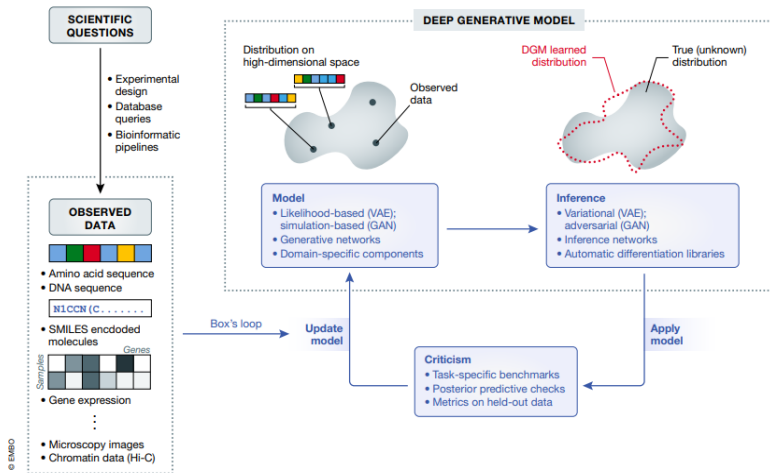 SCIENTIFIC
QUESTIONS
• Experimental
design
• Database
queries
• Bioinformatic
pipelines
OBSERVED
DATA
• Amino acid sequence
• DNA sequence
N1CCN(C.......
• SMILES encdoded
molecules
Genes
Samples
• Gene expression
• Microscopy images
• Chromatin data (Hi-C)
© EMBO
DEEP GENERATIVE MODEL
Distribution on
high-dimensional space
Observed
data
DGM learned
distribution
True (unknown)
distribution
Model
• Likelihood-based (VAE);
simulation-based (GAN)
• Generative networks
• Domain-specific components
Inference
• Variational (VAE);
adversarial (GAN)
• Inference networks
• Automatic differentiation libraries
Box's loop
Update
model
Apply
model
Criticism
• Task-specific benchmarks
• Posterior predictive checks
• Metrics on held-out data